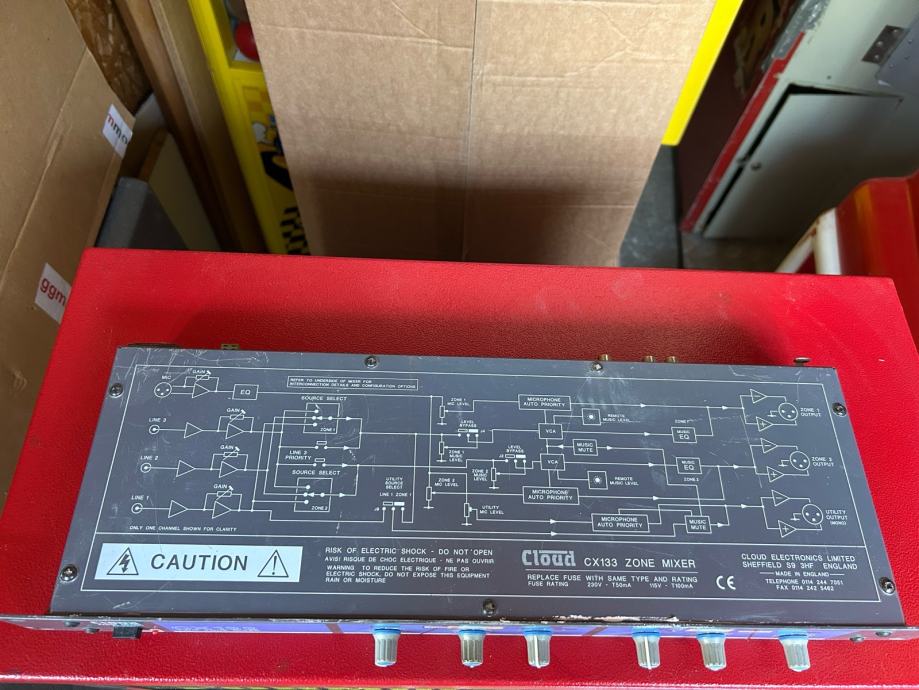 ggm
MIC
GAIN
EQ
REFER TO UNDERSIDE OF MIXER FOR
INTERCONNECTION DETAILS AND CONFIGURATION OPTIONS
SOURCE SELECT
ZONE 1
LINE 3
GAIN
LINE 3
PRIORITY
LINE 2
GAIN
SOURCE SELECT
ZONE 2
LINE 1
GAIN
ONLY ONE CHANNEL SHOWN FOR CLARITY
UTILITY
SOURCE
SELECT
LINE 1 ZONE 1
ZONE 1
MIC LEVEL
LEVEL
BYPASS
J4
ZONE 1
MUSIC
LEVEL
LEVEL
BYPASS
ZONE 2
MUSIC
LEVEL
ZONE 2
MIC LEVEL
UTILITY
MIC LEVEL
MICROPHONE
AUTO PRIORITY
REMOTE
MUSIC LEVEL
VCA
MUSIC
MUTE
VCA
REMOTE
MUSIC LEVEL
MICROPHONE
AUTO PRIORITY
MICROPHONE
AUTO PRIORITY
MUSIC
EQ
MUSIC
EQ
ZONE 2
MUSIC
MUTE
ZONE 1
OUTPUT
ZONE 2
OUTPUT
UTILITY
OUTPUT
(MONO)
CAUTION
RISK OF ELECTRIC SHOCK - DO NOT OPEN
AVIS! RISQUE DE CHOC ELECTRIQUE - NE PAS OUVRIR
WARNING: TO REDUCE THE RISK OF FIRE OR
ELECTRIC SHOCK, DO NOT EXPOSE THIS EQUIPMENT
RAIN OR MOISTURE
Cloud CX133 ZONE MIXER
REPLACE FUSE WITH SAME TYPE AND RATING
FUSE RATING 230V - T50mA 115V - T100mA
CE
CLOUD ELECTRONICS LIMITED
SHEFFIELD S9 3HF ENGLAND
MADE IN ENGLAND
TELEPHONE 0114 244 7051
FAX 0114 242 5462